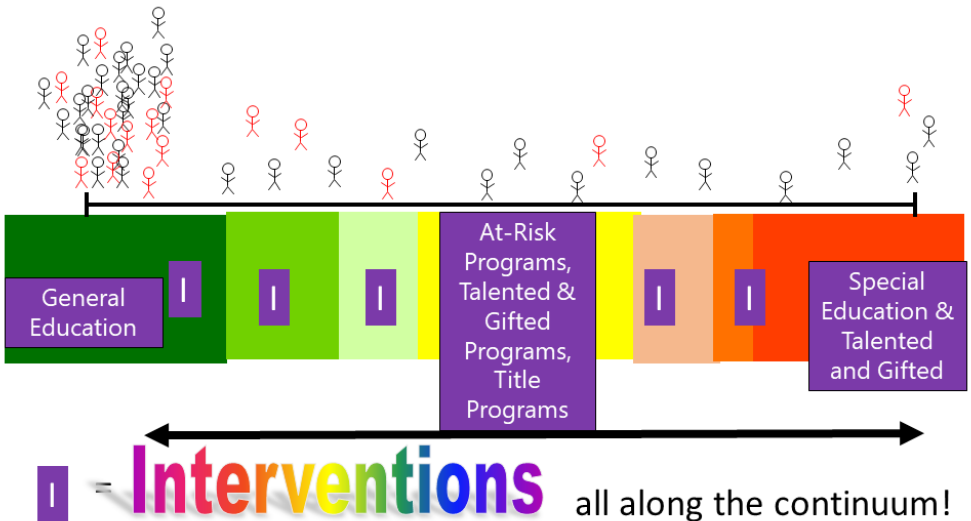 General
Education
I
I
I
At-Risk
Programs,
Talented &
Gifted
Programs,
Title
Programs
I
I
Special
Education &
Talented
and Gifted
I = Interventions all along the continuum!